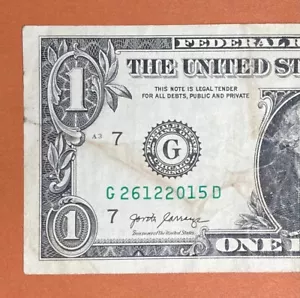 FEDERAL R
THE UNITED STA
THIS NOTE IS LEGAL TENDER
FOR ALL DEBTS, PUBLIC AND PRIVATE
1
A3
7
G
G 26122015 D
7
1
ONE